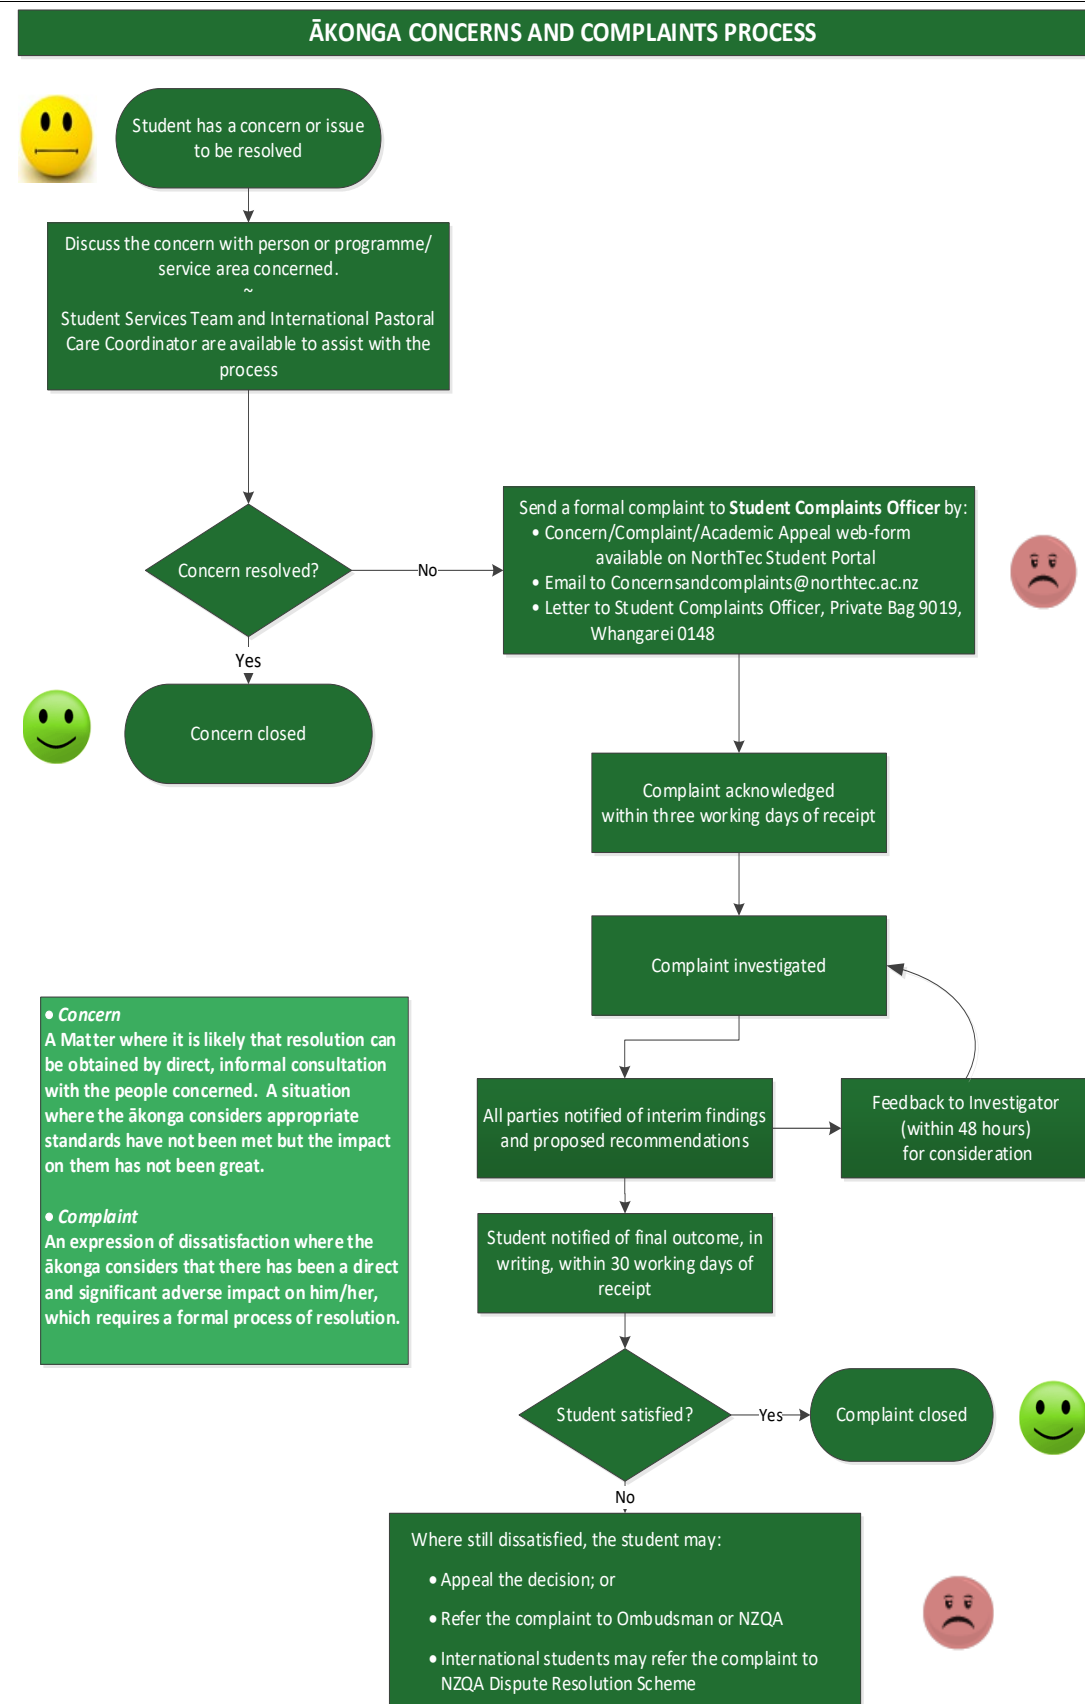 ĀKONGA CONCERNS AND COMPLAINTS PROCESS
Student has a concern or issue
to be resolved
Discuss the concern with person or programme/
service area concerned.
~
Student Services Team and International Pastoral
Care Coordinator are available to assist with the
process
Concern resolved?
No
Send a formal complaint to Student Complaints Officer by:
• Concern/Complaint/Academic Appeal web-form
available on NorthTec Student Portal
• Email to Concernsandcomplaints@northtec.ac.nz
• Letter to Student Complaints Officer, Private Bag 9019,
Whangarei 0148
Yes
Concern closed
Complaint acknowledged
within three working days of receipt
Complaint investigated
• Concern
A Matter where it is likely that resolution can
be obtained by direct, informal consultation
with the people concerned. A situation
where the ākonga considers appropriate
standards have not been met but the impact
on them has not been great.
• Complaint
An expression of dissatisfaction where the
ākonga considers that there has been a direct
and significant adverse impact on him/her,
which requires a formal process of resolution.
All parties notified of interim findings
and proposed recommendations
Feedback to Investigator
(within 48 hours)
for consideration
Student notified of final outcome, in
writing, within 30 working days of
receipt
Student satisfied?
Yes
Complaint closed
No
Where still dissatisfied, the student may:
• Appeal the decision; or
• Refer the complaint to Ombudsman or NZQA
• International students may refer the complaint to
NZQA Dispute Resolution Scheme